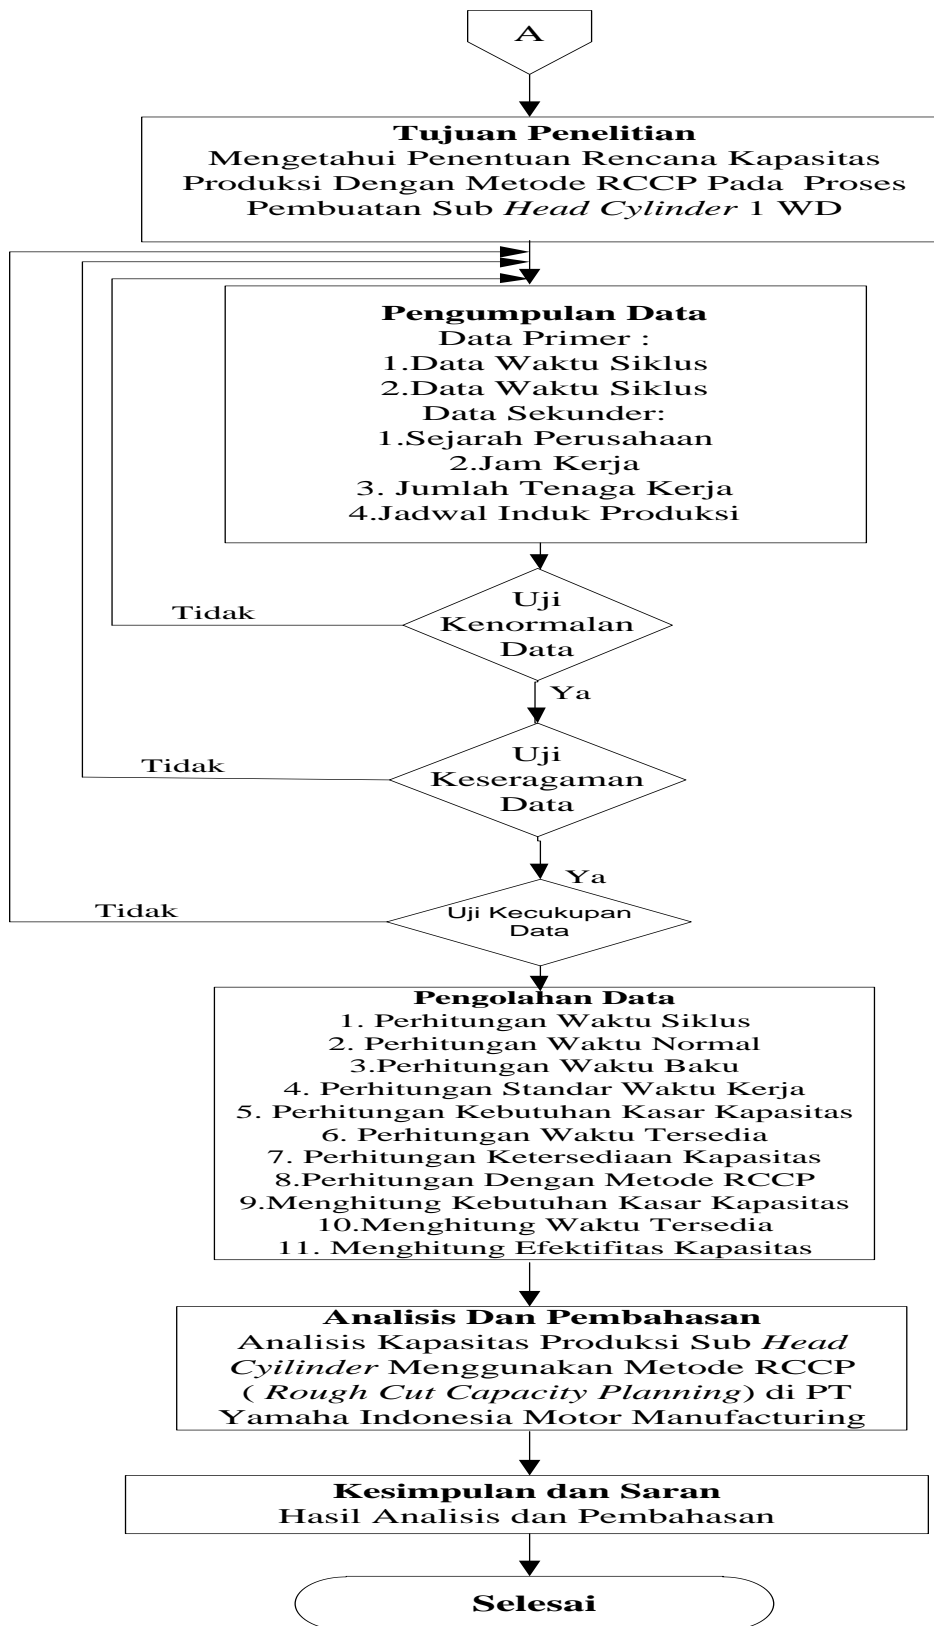 A
Tujuan Penelitian
Mengetahui Penentuan Rencana Kapasitas
Produksi Dengan Metode RCCP Pada Proses
Pembuatan Sub Head Cylinder 1 WD
Pengumpulan Data
Data Primer :
1.Data Waktu Siklus
2.Data Waktu Siklus
Data Sekunder:
1.Sejarah Perusahaan
2.Jam Kerja
3. Jumlah Tenaga Kerja
4.Jadwal Induk Produksi
Tidak
Uji
Kenormalan
Data
Ya
Tidak
Uji
Keseragaman
Data
Ya
Tidak
Uji Kecukupan
Data
Pengolahan Data
1. Perhitungan Waktu Siklus
2. Perhitungan Waktu Normal
3.Perhitungan Waktu Baku
4. Perhitungan Standar Waktu Kerja
5. Perhitungan Kebutuhan Kasar Kapasitas
6. Perhitungan Waktu Tersedia
7. Perhitungan Ketersediaan Kapasitas
8.Perhitungan Dengan Metode RCCP
9.Menghitung Kebutuhan Kasar Kapasitas
10.Menghitung Waktu Tersedia
11. Menghitung Efektifitas Kapasitas
Analisis Dan Pembahasan
Analisis Kapasitas Produksi Sub Head
Cyilinder Menggunakan Metode RCCP
( Rough Cut Capacity Planning) di PT
Yamaha Indonesia Motor Manufacturing
Kesimpulan dan Saran
Hasil Analisis dan Pembahasan
Selesai